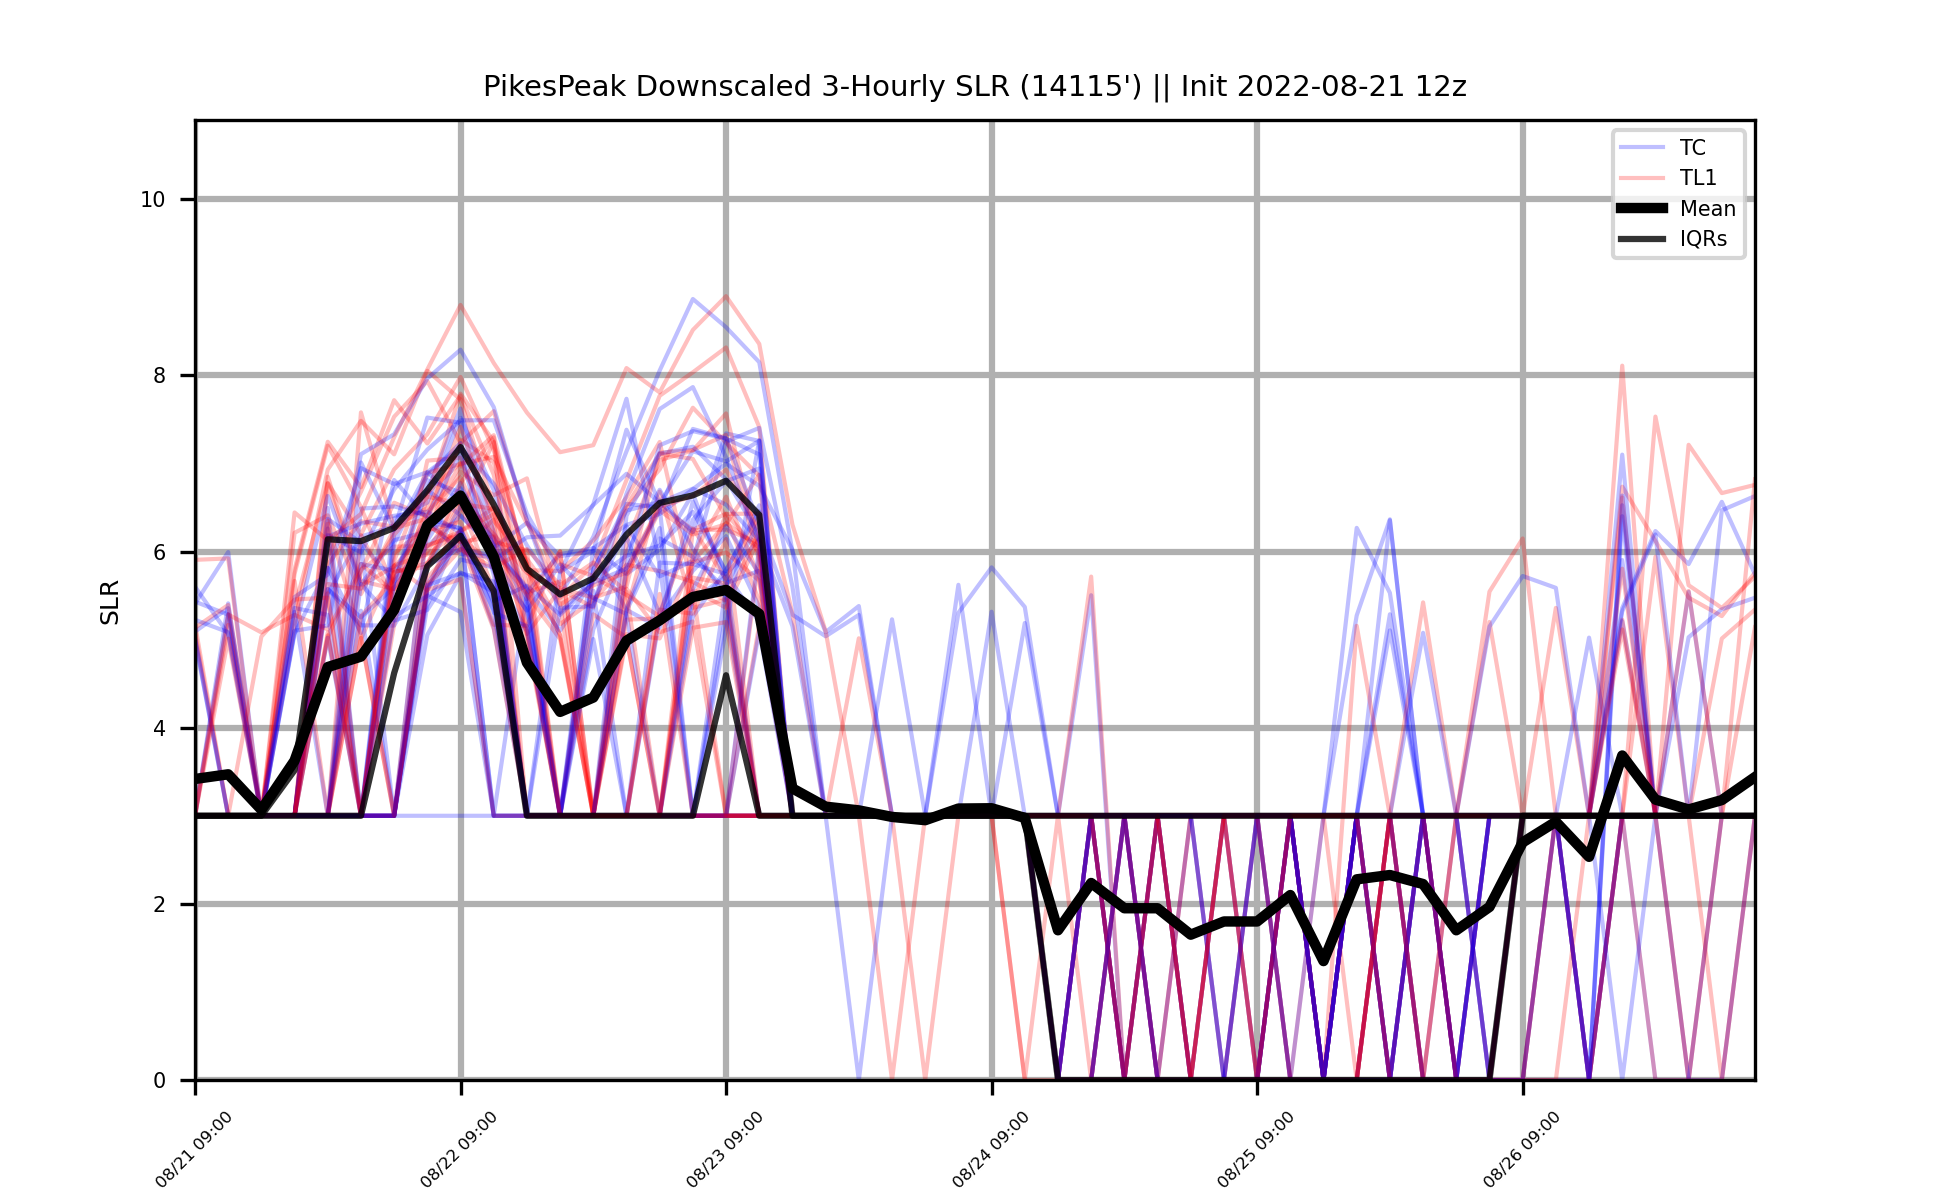 PikesPeak Downscaled 3-Hourly SLR (14115') || Init 2022-08-21 12z
TC
TL1
Mean
IQRs
SLR
10
8
6
4
2
0
08/21 09:00
08/22 09:00
08/23 09:00
08/24 09:00
08/25 09:00
08/26 09:00